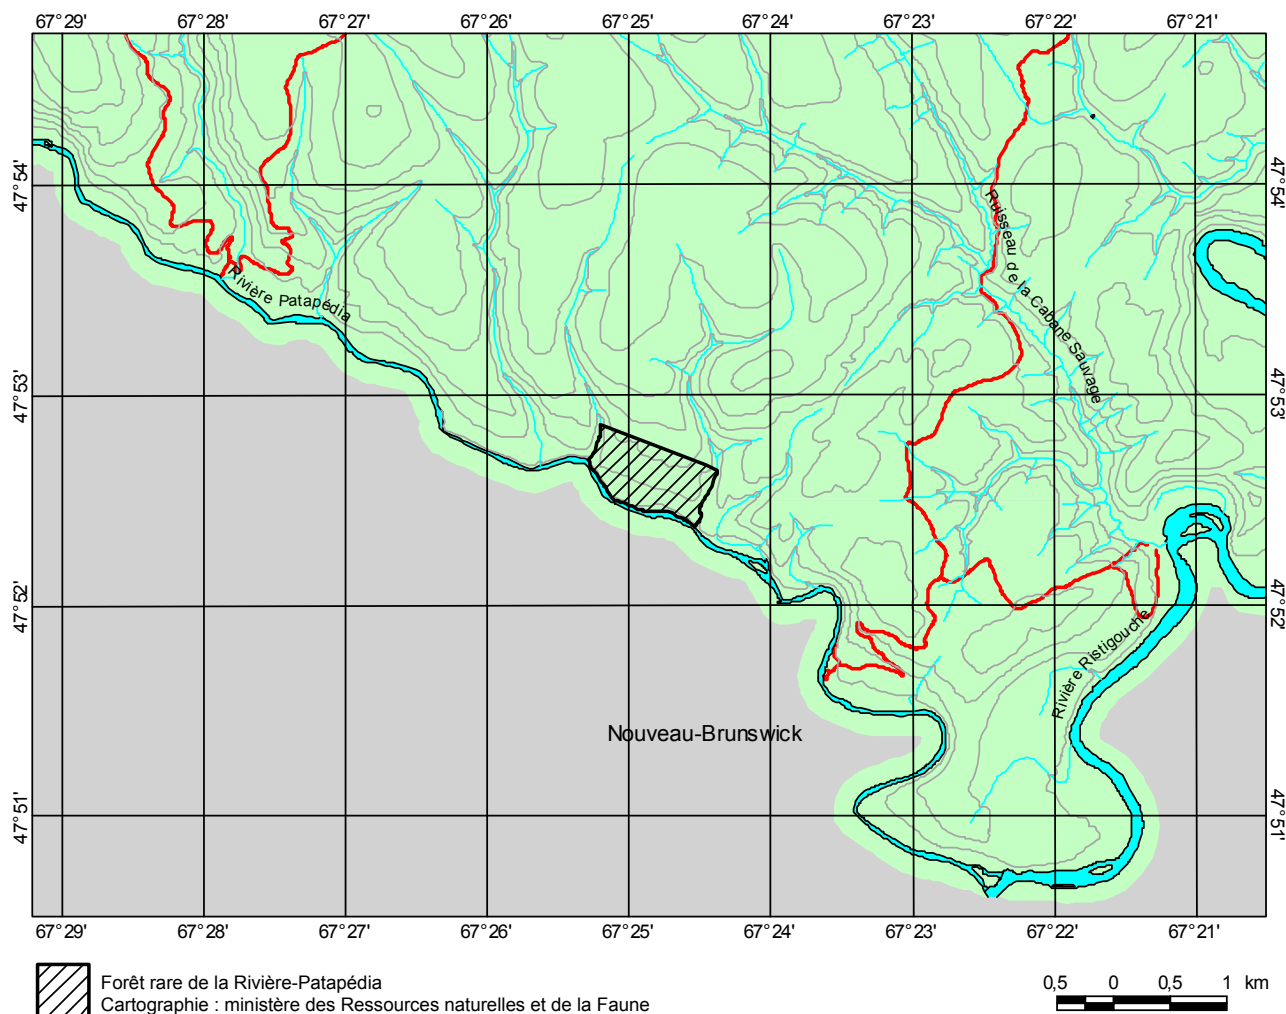 67°29' 67°28' 67°27' 67°26' 67°25' 67°24' 67°23' 67°22' 67°21'
47°54' 47°54'
Ruisseau de la Cabane Sauvage
Rivière Patapédia
47°53' 47°53'
47°52' 47°52'
Rivière Ristigouche
Nouveau-Brunswick
47°51' 47°51'
67°29' 67°28' 67°27' 67°26' 67°25' 67°24' 67°23' 67°22' 67°21'
Forêt rare de la Rivière-Patapédia
Cartographie : ministère des Ressources naturelles et de la Faune
0,5 0 0,5 1 km